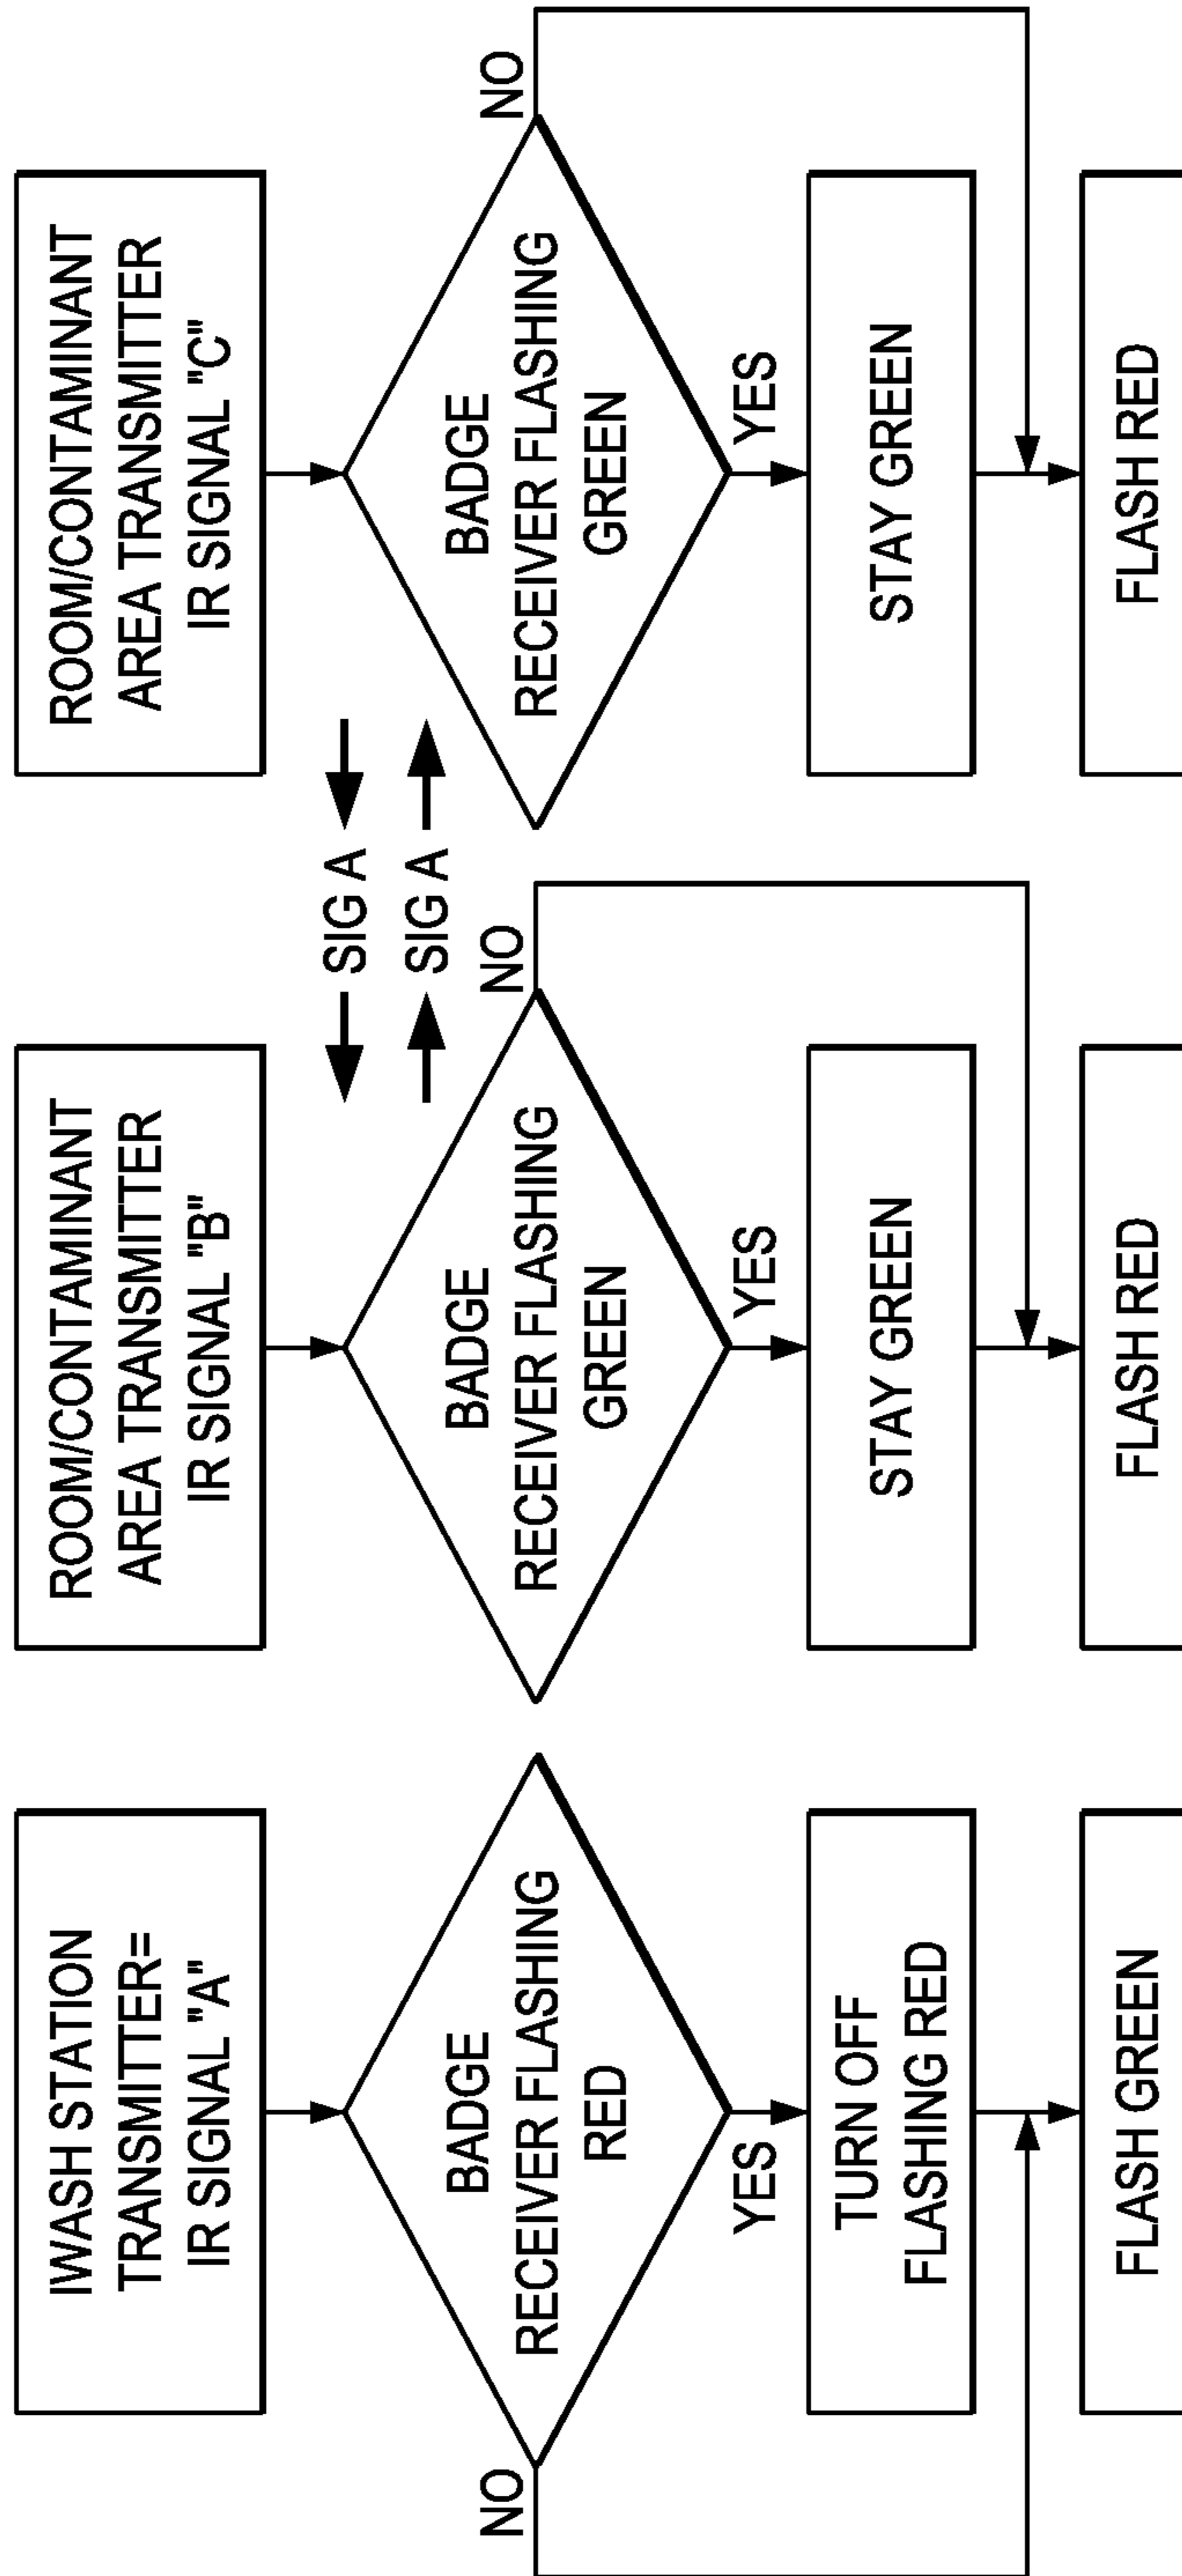 IWASH STATION
TRANSMITTER=
IR SIGNAL "A"
BADGE
RECEIVER FLASHING
RED
NO
YES
TURN OFF
FLASHING RED
FLASH GREEN
ROOM/CONTAMINANT
AREA TRANSMITTER
IR SIGNAL "B"
BADGE
RECEIVER FLASHING
GREEN
NO
YES
STAY GREEN
FLASH RED
SIG A
SIG A
ROOM/CONTAMINANT
AREA TRANSMITTER
IR SIGNAL "C"
BADGE
RECEIVER FLASHING
GREEN
NO
YES
STAY GREEN
FLASH RED